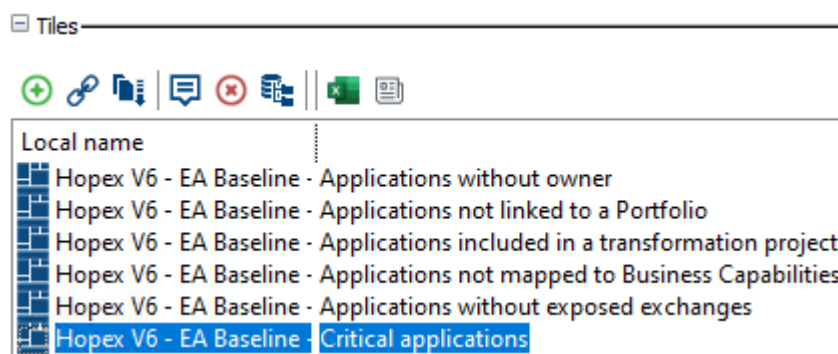 Tiles
Local name
Hopex V6 - EA Baseline - Applications without owner
Hopex V6 - EA Baseline - Applications not linked to a Portfolio
Hopex V6 - EA Baseline - Applications included in a transformation project
Hopex V6 - EA Baseline - Applications not mapped to Business Capabilities
Hopex V6 - EA Baseline - Applications without exposed exchanges
Hopex V6 - EA Baseline - Critical applications